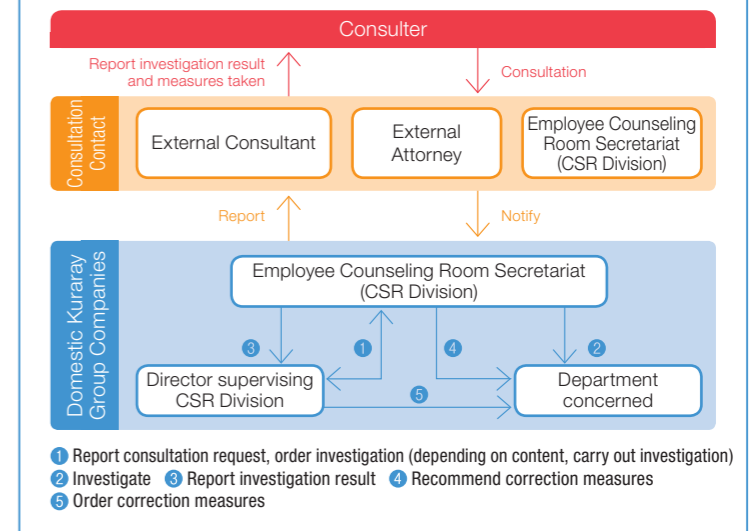 Consulter
Report investigation result
and measures taken
Consultation
Consultation
Contact
External Consultant
External
Attorney
Employee Counseling
Room Secretariat
(CSR Division)
Report
Notify
Domestic Kuraray
Group Companies
Employee Counseling Room Secretariat
(CSR Division)
3
1
4
2
Director supervising
CSR Division
5
Department
concerned
1 Report consultation request, order investigation (depending on content, carry out investigation)
2 Investigate 3 Report investigation result 4 Recommend correction measures
5 Order correction measures